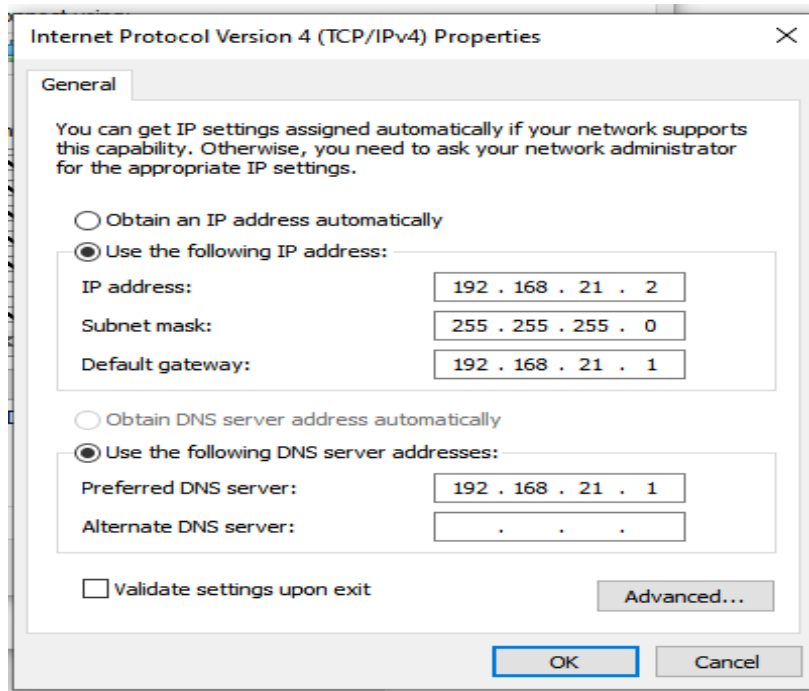 Internet Protocol Version 4 (TCP/IPv4) Properties
General
You can get IP settings assigned automatically if your network supports
this capability. Otherwise, you need to ask your network administrator
for the appropriate IP settings.
Obtain an IP address automatically
Use the following IP address:
IP address: 192 . 168 . 21 . 2
Subnet mask: 255 . 255 . 255 . 0
Default gateway: 192 . 168 . 21 . 1
Obtain DNS server address automatically
Use the following DNS server addresses:
Preferred DNS server: 192 . 168 . 21 . 1
Alternate DNS server: . . .
Validate settings upon exit
Advanced...
OK Cancel